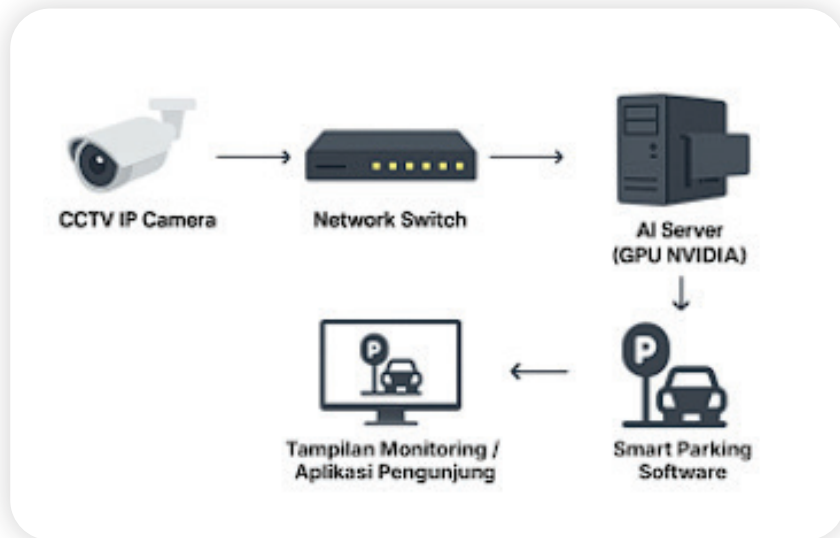 CCTV IP Camera
Network Switch
AI Server
(GPU NVIDIA)
P
Tampilan Monitoring /
Aplikasi Pengunjung
P
Smart Parking
Software